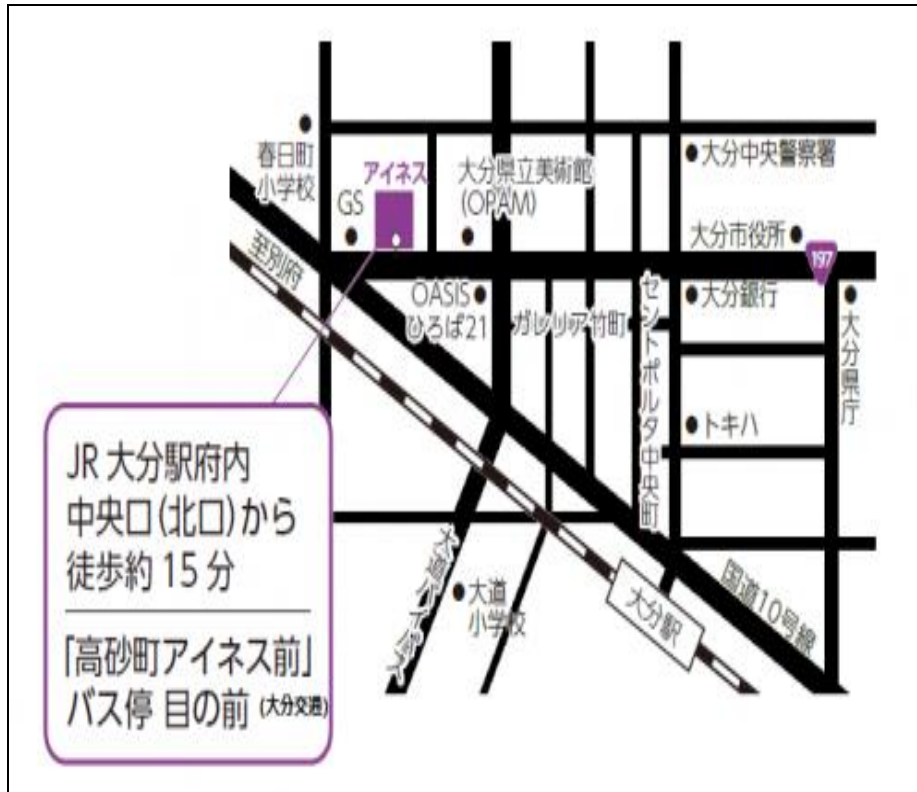 春日町
小学校
アイネス
GS
大分県立美術館
(OPAM)
大分中央警察署
大分市役所
197
至別府
OASIS
ひろば21
ガレリア竹町
セントポルタ中央町
大分銀行
大分県庁
トキハ
JR 大分駅府内
中央口(北口)から
徒歩約 15 分
「高砂町アイネス前」
バス停 目の前 (大分交通)
大道バイパス
大道
小学校
大分駅
国道10号線